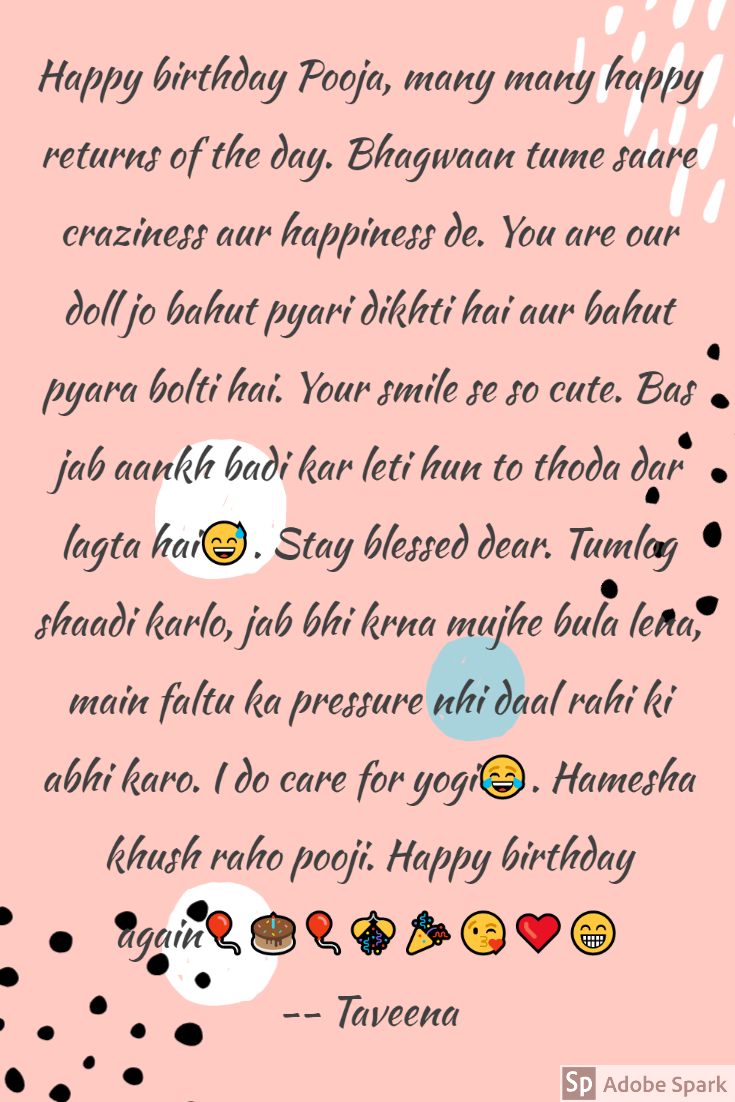 Happy birthday Pooja, many many happy
returns of the day. Bhagwaan tume saare
craziness aur happiness de. You are our
doll jo bahut pyari dikhti hai aur bahut
pyara bolti hai. Your smile se so cute. Bas
jab aankh badi kar leti hun to thoda dar
lagta hai😅. Stay blessed dear. Tumlog
shaadi karlo, jab bhi krna mujhe bula lena,
main faltu ka pressure nhi daal rahi ki
abhi karo. I do care for yogi😂. Hamesha
khush raho pooji. Happy birthday
again🎈🎂🎈🎊🎉😘❤️😁
-- Taveena
Sp Adobe Spark